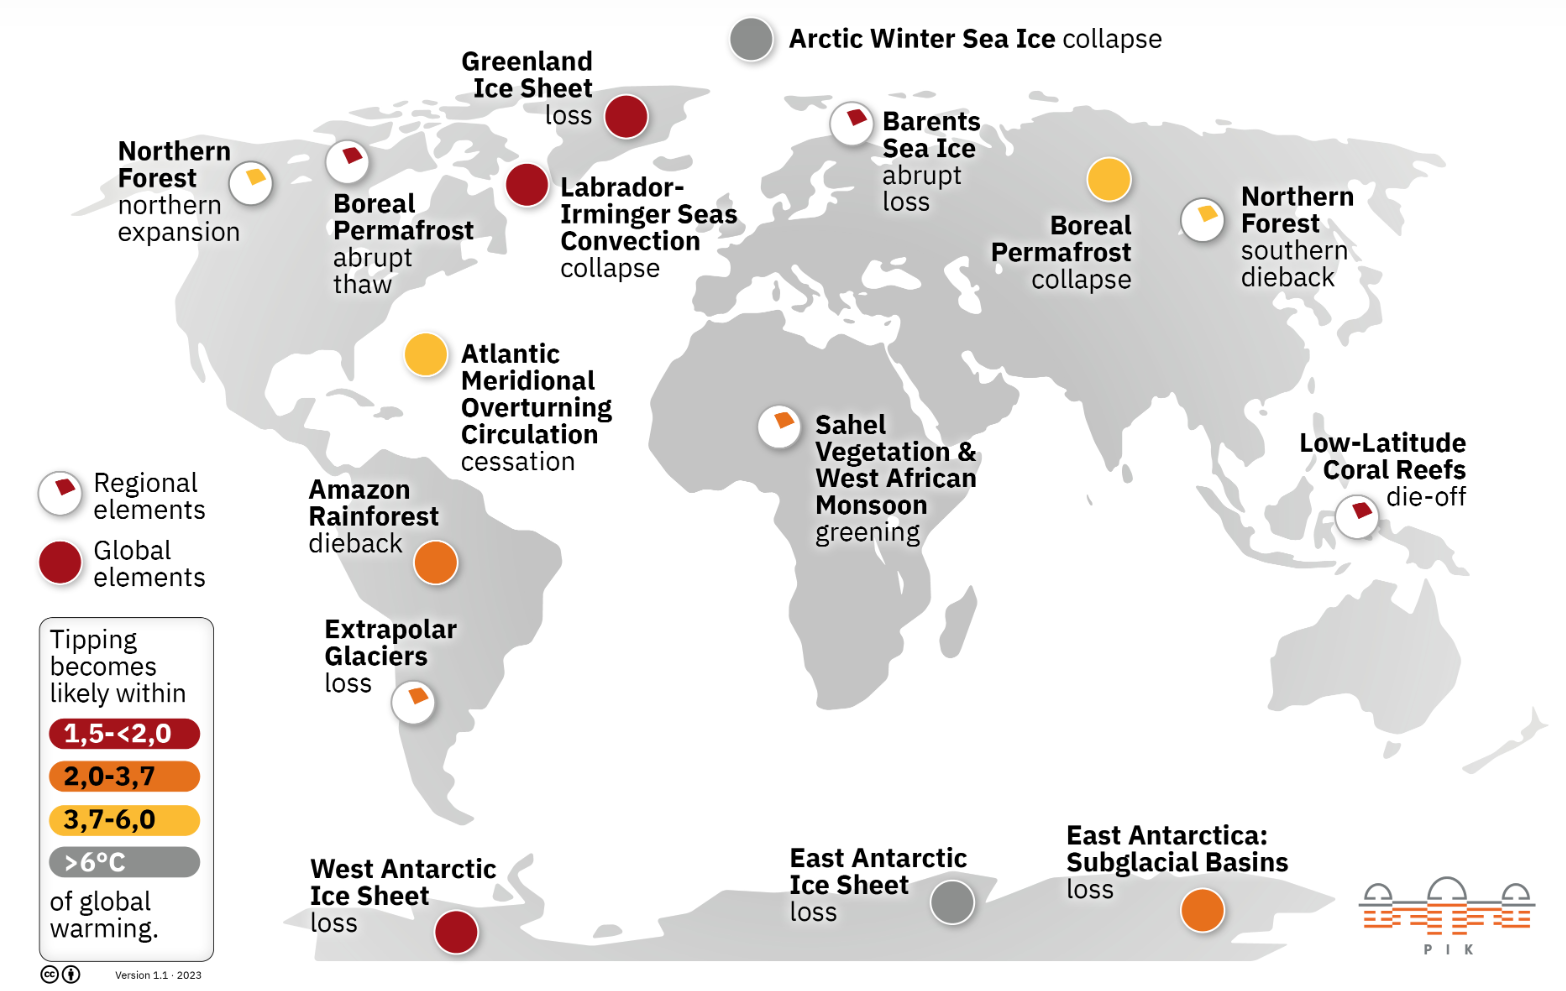 Arctic Winter Sea Ice collapse
Greenland
Ice Sheet
loss
Northern
Forest
northern
expansion
Boreal
Permafrost
abrupt
thaw
Labrador-
Irminger Seas
Convection
collapse
Barents
Sea Ice
abrupt
loss
Boreal
Permafrost
collapse
Northern
Forest
southern
dieback
Atlantic
Meridional
Overturning
Circulation
cessation
Sahel
Vegetation &
West African
Monsoon
greening
Low-Latitude
Coral Reefs
die-off
Amazon
Rainforest
dieback
Extrapolar
Glaciers
loss
Regional
elements
Global
elements
Tipping
becomes
likely within
1,5-<2,0
2,0-3,7
3,7-6,0
>6°C
of global
warming.
West Antarctic
Ice Sheet
loss
East Antarctic
Ice Sheet
loss
East Antarctica:
Subglacial Basins
loss
PIK
cc
Version 1.1 · 2023